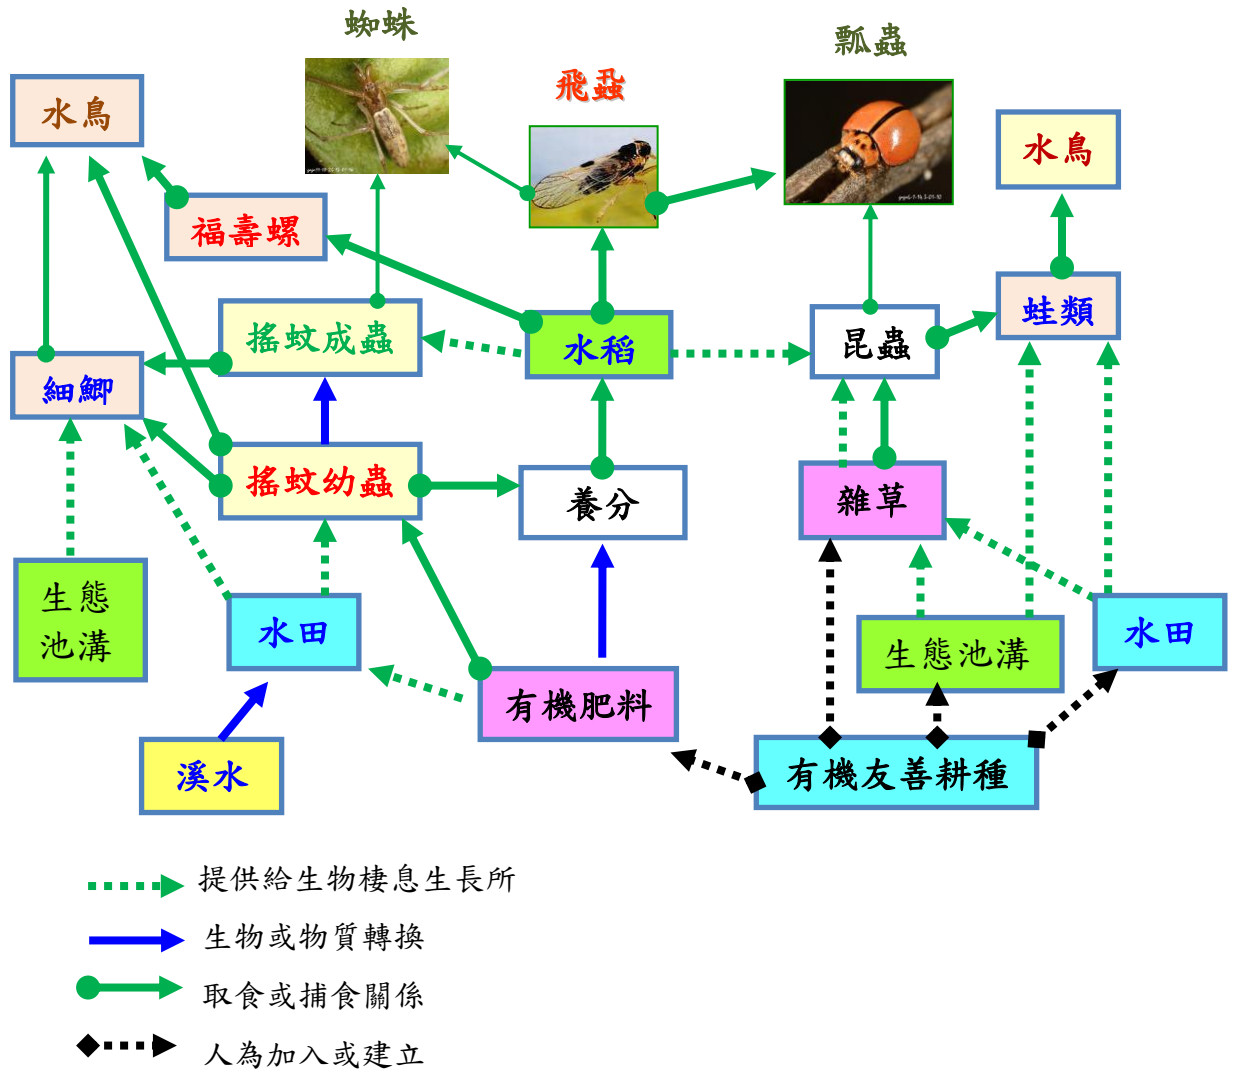 蜘蛛
飛蝨
瓢蟲
水鳥
水鳥
福壽螺
搖蚊成蟲
水稻
昆蟲
蛙類
細鯽
搖蚊幼蟲
養分
雜草
生態
池溝
水田
有機肥料
生態池溝
水田
溪水
有機友善耕種
提供給生物棲息生長所
生物或物質轉換
取食或捕食關係
人為加入或建立